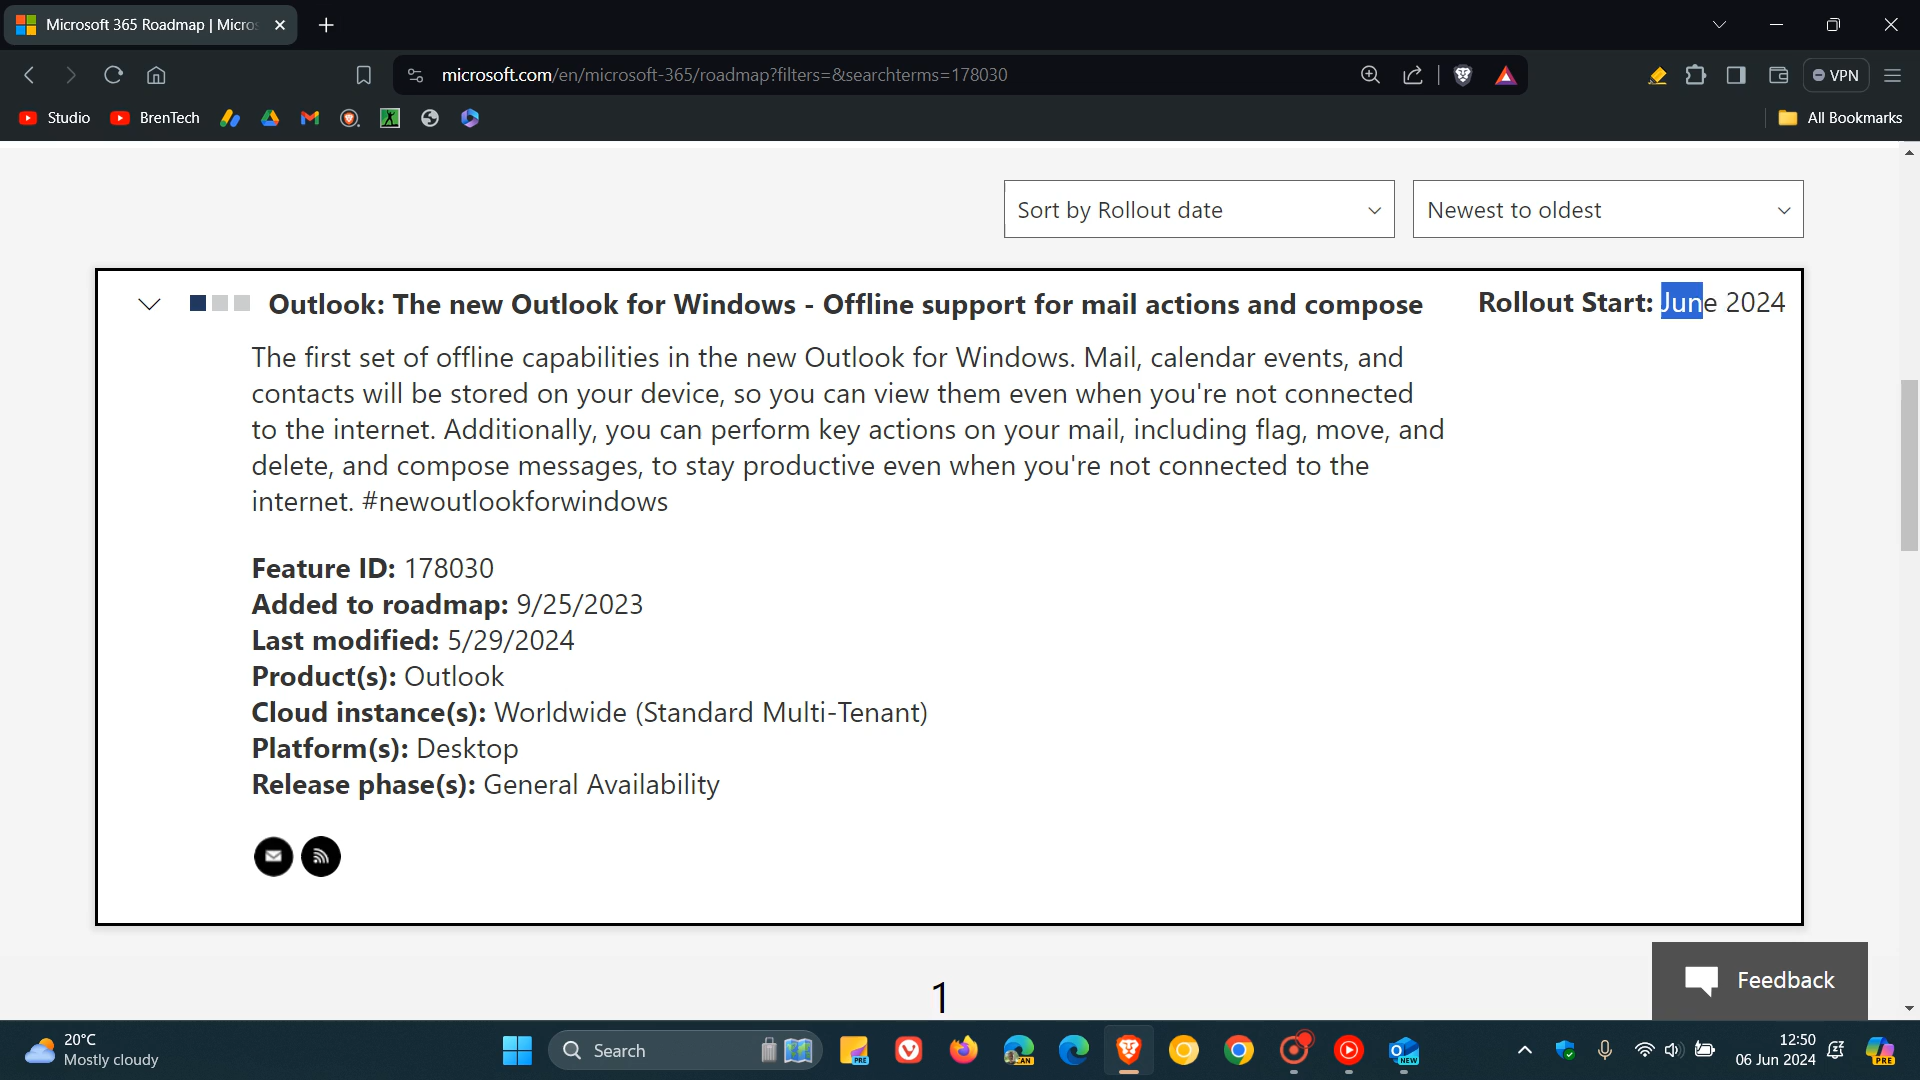 Microsoft 365 Roadmap | Micros
microsoft.com/en/microsoft-365/roadmap?filters=&searchterms=178030
VPN
Studio
BrenTech
All Bookmarks
Sort by Rollout date
Newest to oldest
Outlook: The new Outlook for Windows - Offline support for mail actions and compose
Rollout Start: June 2024
The first set of offline capabilities in the new Outlook for Windows. Mail, calendar events, and
contacts will be stored on your device, so you can view them even when you're not connected
to the internet. Additionally, you can perform key actions on your mail, including flag, move, and
delete, and compose messages, to stay productive even when you're not connected to the
internet. #newoutlookforwindows
Feature ID: 178030
Added to roadmap: 9/25/2023
Last modified: 5/29/2024
Product(s): Outlook
Cloud instance(s): Worldwide (Standard Multi-Tenant)
Platform(s): Desktop
Release phase(s): General Availability
1
Feedback
20°C
Mostly cloudy
Search
PRE
CAN
NEW
12:50
06 Jun 2024
PRE